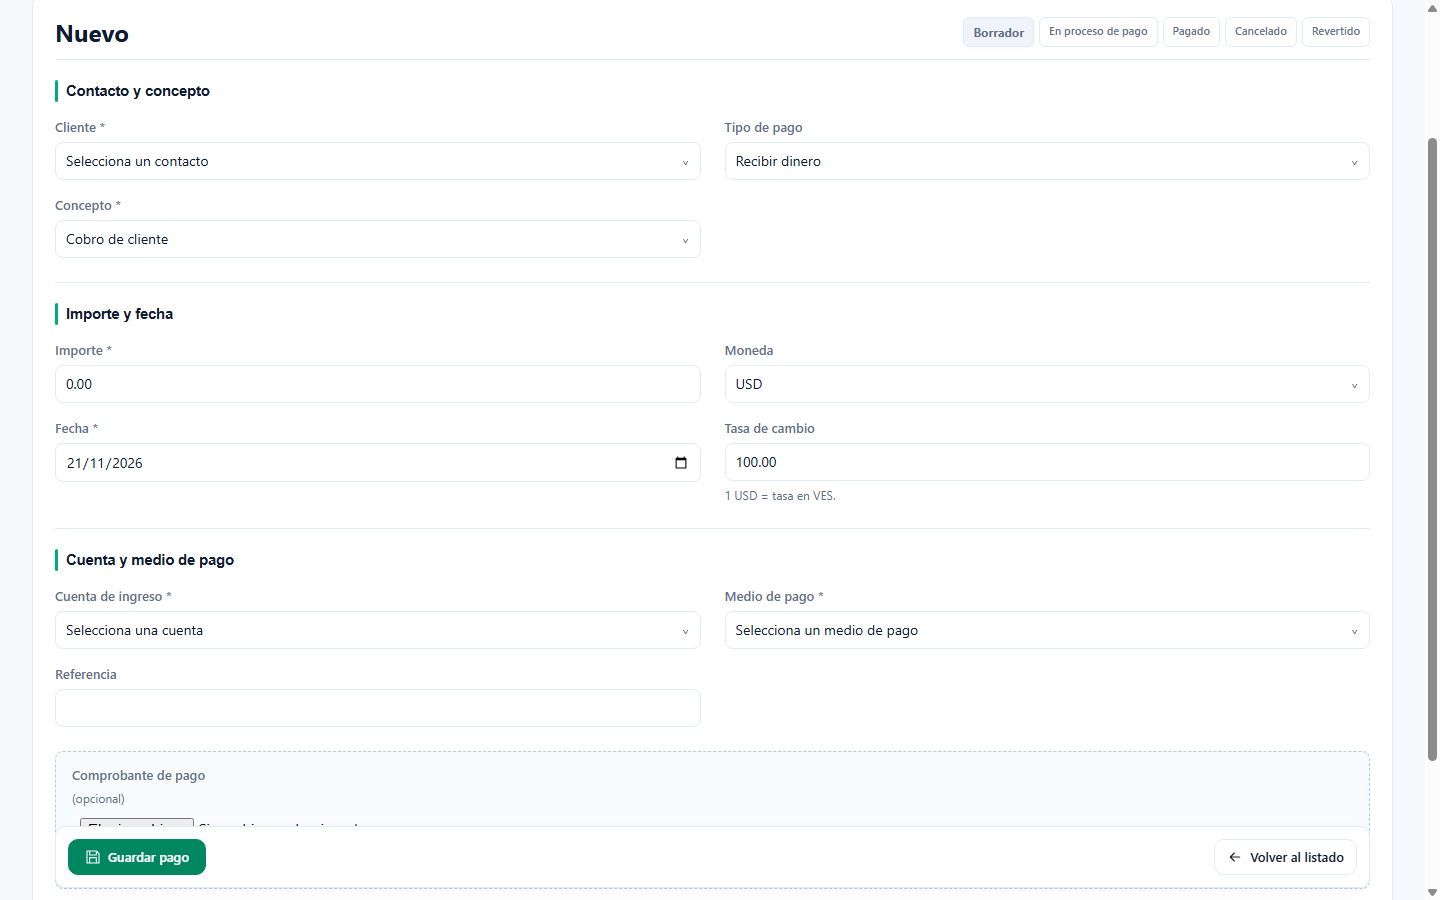 Nuevo
Borrador
En proceso de pago
Pagado
Cancelado
Revertido
Contacto y concepto
Cliente *
Tipo de pago
Selecciona un contacto
Recibir dinero
Concepto *
Cobro de cliente
Importe y fecha
Importe *
Moneda
0.00
USD
Fecha *
Tasa de cambio
21/11/2026
100.00
1 USD = tasa en VES.
Cuenta y medio de pago
Cuenta de ingreso *
Medio de pago *
Selecciona una cuenta
Selecciona un medio de pago
Referencia
Comprobante de pago
(opcional)
Guardar pago
Volver al listado